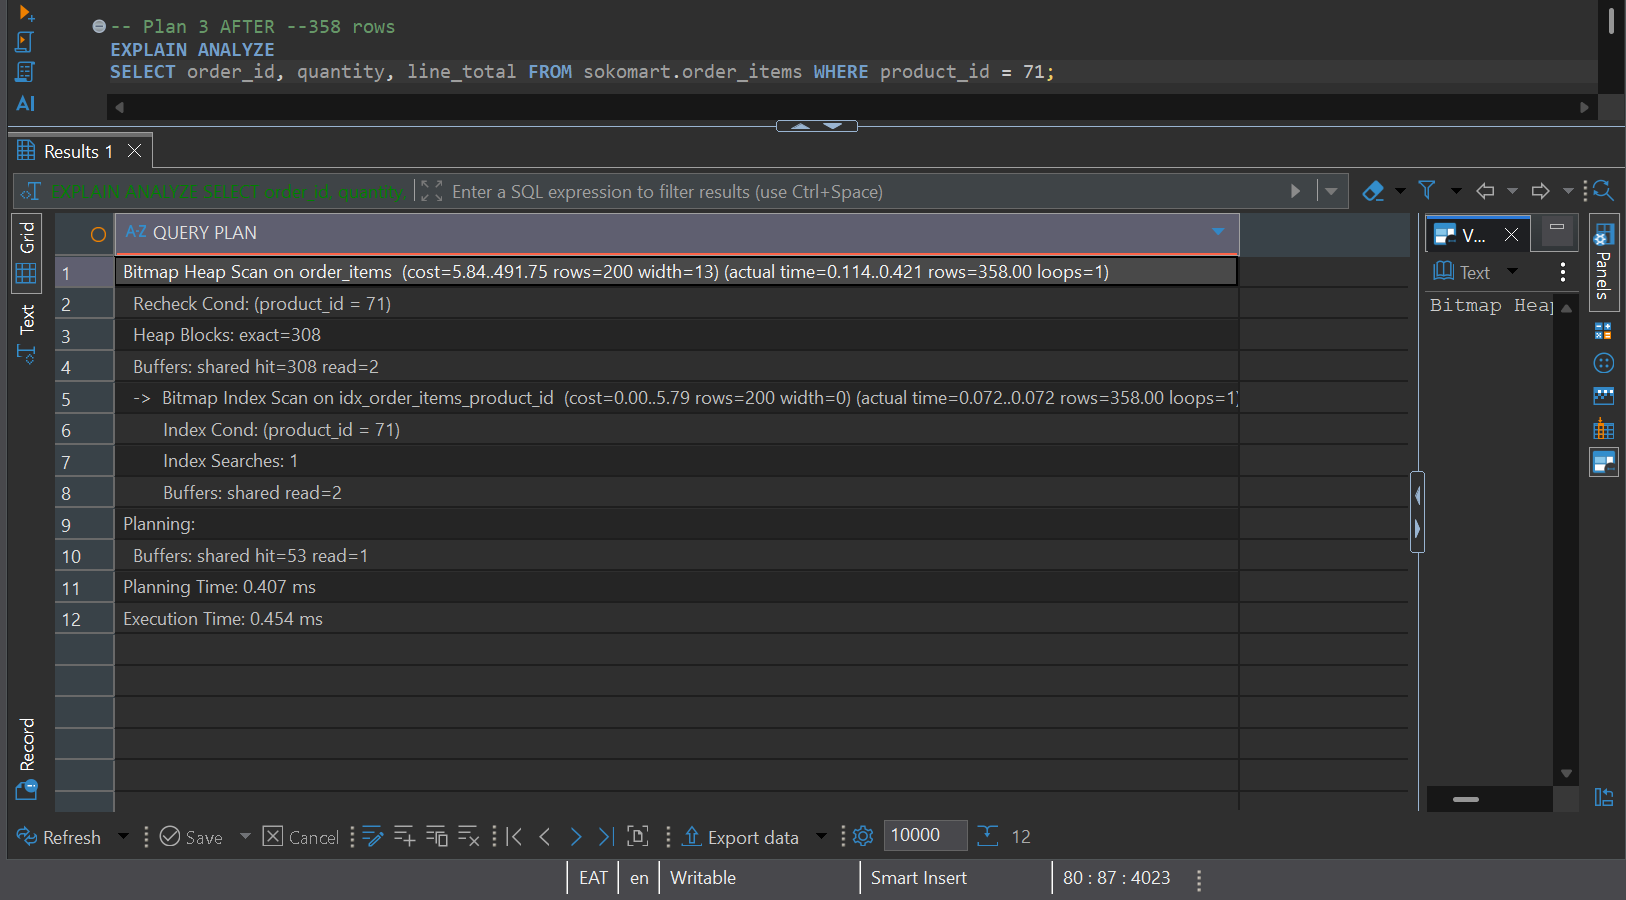 -- Plan 3 AFTER --358 rows
EXPLAIN ANALYZE
SELECT order_id, quantity, line_total FROM sokomart.order_items WHERE product_id = 71;
AI
Results 1
EXPLAIN ANALYZE SELECT order_id, quantity, Enter a SQL expression to filter results (use Ctrl+Space)
Grid
Text
Record
A-Z QUERY PLAN
1 Bitmap Heap Scan on order_items (cost=5.84..491.75 rows=200 width=13) (actual time=0.114..0.421 rows=358.00 loops=1)
2 Recheck Cond: (product_id = 71)
3 Heap Blocks: exact=308
4 Buffers: shared hit=308 read=2
5 -> Bitmap Index Scan on idx_order_items_product_id (cost=0.00..5.79 rows=200 width=0) (actual time=0.072..0.072 rows=358.00 loops=1)
6 Index Cond: (product_id = 71)
7 Index Searches: 1
8 Buffers: shared read=2
9 Planning:
10 Buffers: shared hit=53 read=1
11 Planning Time: 0.407 ms
12 Execution Time: 0.454 ms
V...
Text
Bitmap Heap
Panels
Refresh Save Cancel Export data 10000 12
EAT en Writable Smart Insert 80 : 87 : 4023